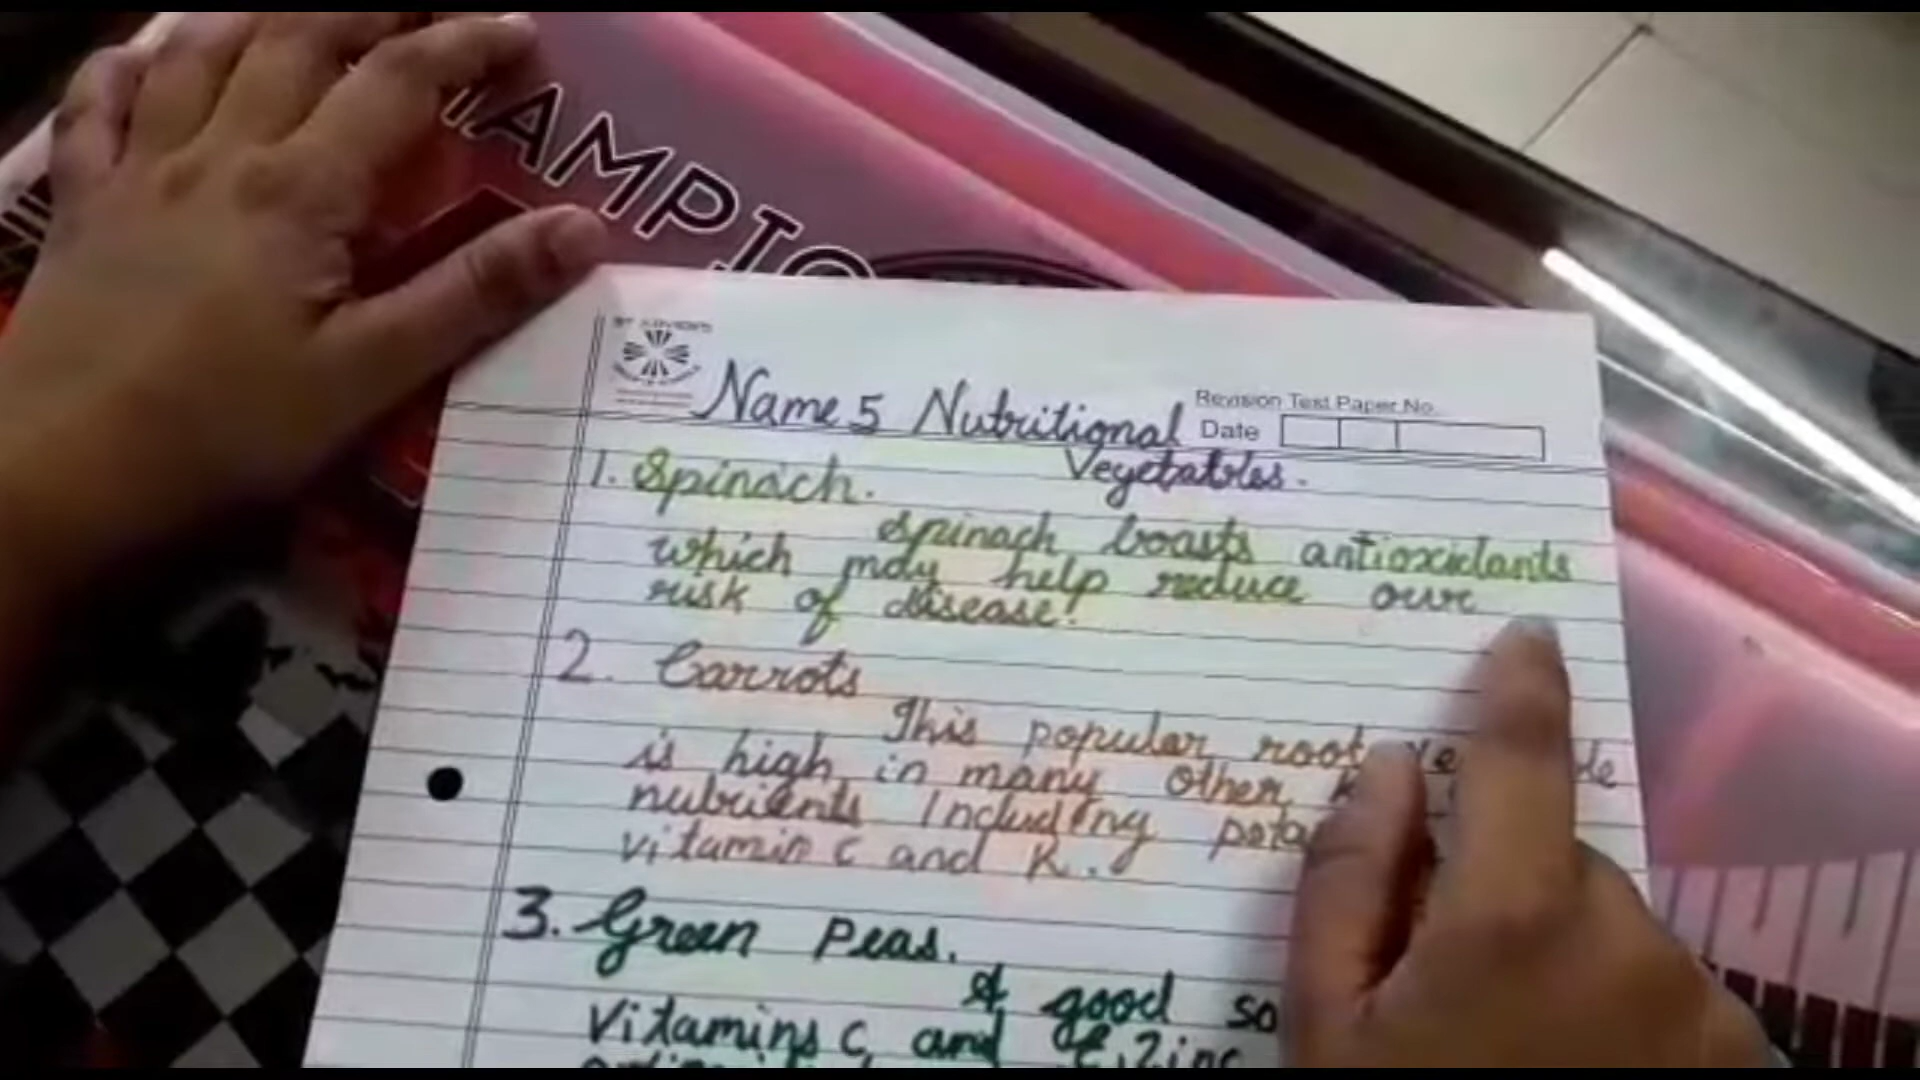 AMPIO
Revision Test Paper No.
Name 5 Nutritional Date
Vegetables.
1. Spinach.
Spinach boasts antioxidants
which may help reduce our
risk of disease.
2. Carrots
This popular root
is high in many other
nutrients Including
vitamin C and K.
3. Green Peas.
A good
Vitamins C, and E, Zinc